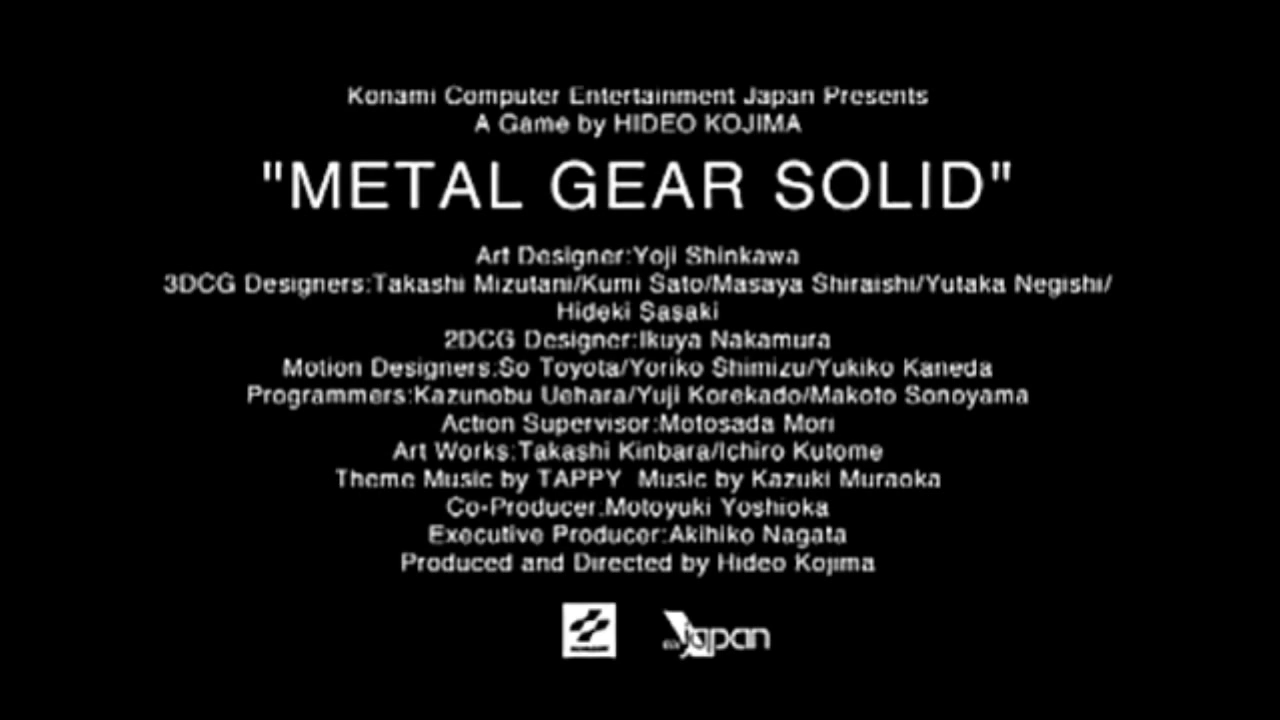 Konami Computer Entertainment Japan Presents
A Game by HIDEO KOJIMA
"METAL GEAR SOLID"
Art Designer:Yoji Shinkawa
3DCG Designers:Takashi Mizutani/Kumi Sato/Masaya Shiraishi/Yutaka Negishi/
Hideki Sasaki
2DCG Designer:Ikuya Nakamura
Motion Designers:So Toyota/Yoriko Shimizu/Yukiko Kaneda
Programmers:Kazunobu Uehara/Yuji Korekado/Makoto Sonoyama
Action Supervisor:Motosada Mori
Art Works:Takashi Kinbara/Ichiro Kutome
Theme Music by TAPPY  Music by Kazuki Muraoka
Co-Producer:Motoyuki Yoshioka
Executive Producer:Akihiko Nagata
Produced and Directed by Hideo Kojima
KONAMI
Japan